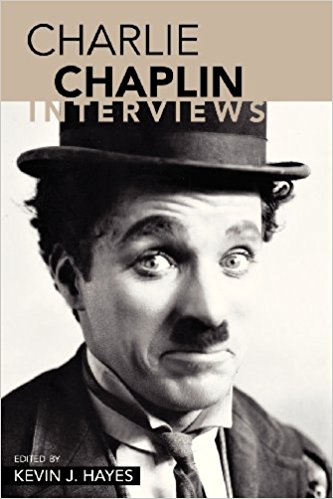 CHARLIE
CHAPLIN
INTERVIEWS
EDITED BY
KEVIN J. HAYES